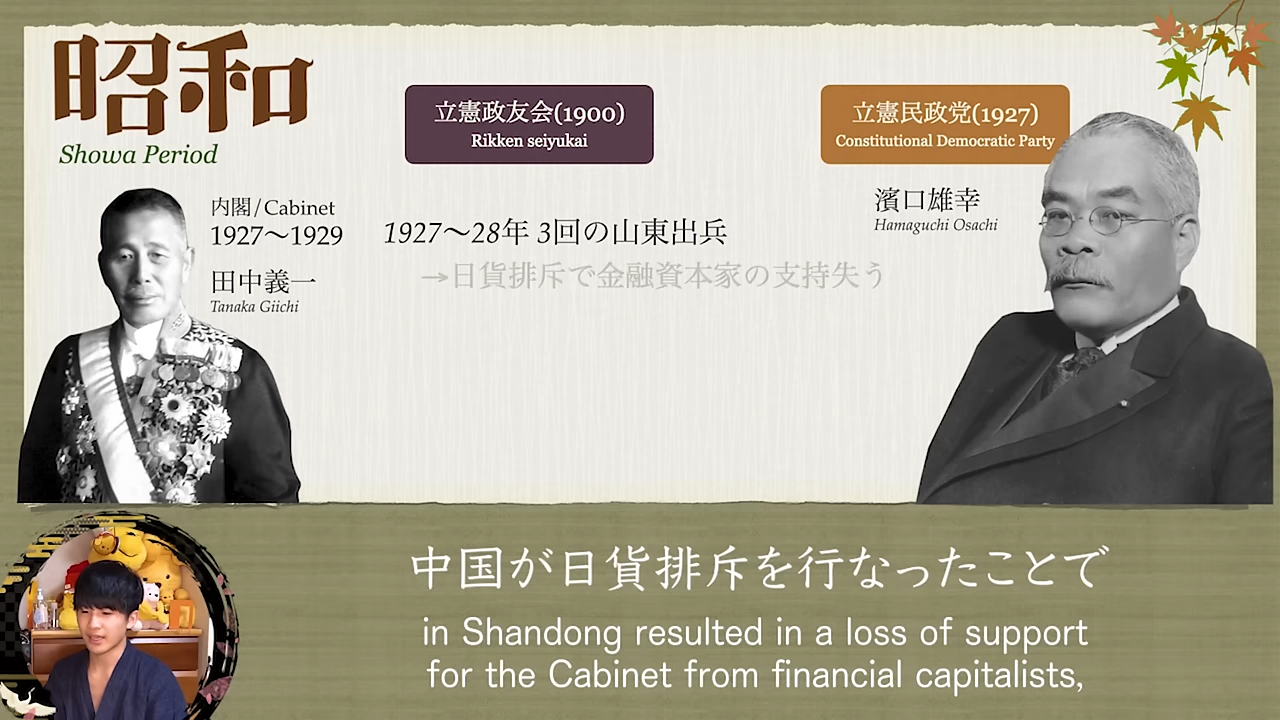 昭和
Showa Period
立憲政友会(1900)
Rikken seiyukai
立憲民政党(1927)
Constitutional Democratic Party
内閣/Cabinet
1927〜1929
田中義一
Tanaka Giichi
1927〜28年 3回の山東出兵
→日貨排斥で金融資本家の支持失う
濱口雄幸
Hamaguchi Osachi
中国が日貨排斥を行なったことで
in Shandong resulted in a loss of support
for the Cabinet from financial capitalists,